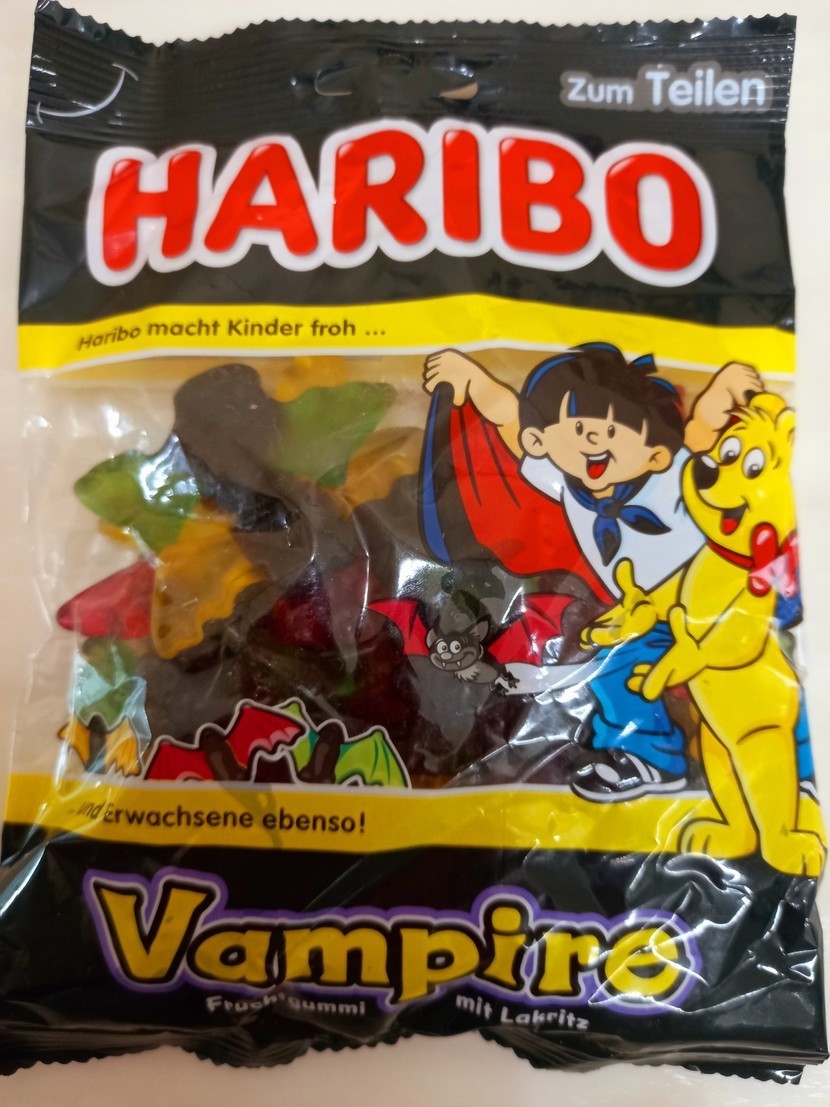 Zum Teilen
HARIBO
Haribo macht Kinder froh ...
...und Erwachsene ebenso!
Vampire
Fruchtgummi mit Lakritz